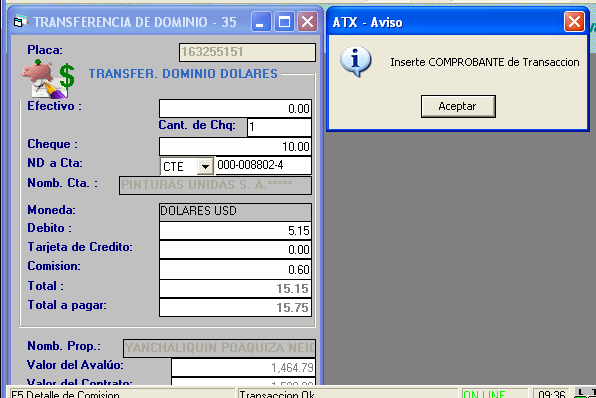 TRANSFERENCIA DE DOMINIO - 35
Placa: 163255151
TRANSFER. DOMINIO DOLARES
Efectivo : 0.00
Cant. de Chq: 1
Cheque : 10.00
ND a Cta: CTE 000-008802-4
Nomb. Cta. : PINTURAS UNIDAS S. A.*****
Moneda: DOLARES USD
Debito : 5.15
Tarjeta de Credito: 0.00
Comision: 0.60
Total : 15.15
Total a pagar: 15.75
Nomb. Prop.: YANCHALIQUIN POAQUIZA
Valor del Avalúo: 1,464.79
Valor del Contrato:
F5 Detalle de Comision Transaccion Ok ON LINE 09:36
ATX - Aviso
Inserte COMPROBANTE de Transaccion
Aceptar